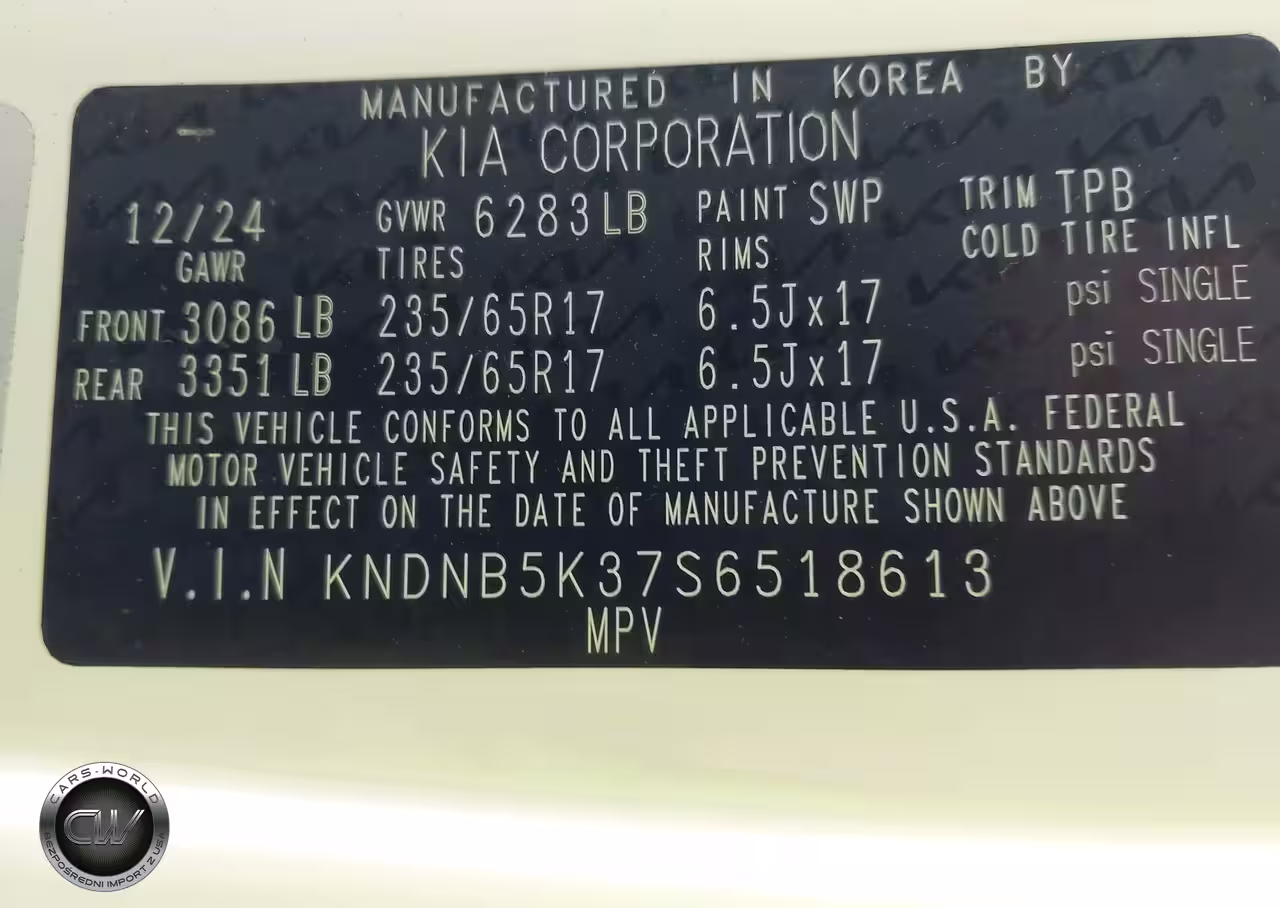 MANUFACTURED IN KOREA BY
KIA CORPORATION
12/24 GVWR 6283LB PAINT SWP TRIM TPB
GAWR TIRES RIMS COLD TIRE INFL
FRONT 3086 LB 235/65R17 6.5Jx17 psi SINGLE
REAR 3351 LB 235/65R17 6.5Jx17 psi SINGLE
THIS VEHICLE CONFORMS TO ALL APPLICABLE U.S.A. FEDERAL
MOTOR VEHICLE SAFETY AND THEFT PREVENTION STANDARDS
IN EFFECT ON THE DATE OF MANUFACTURE SHOWN ABOVE
V.I.N KNDNB5K37S6518613
MPV
CARS-WORLD
CW
BEZPOŚREDNI IMPORT Z USA